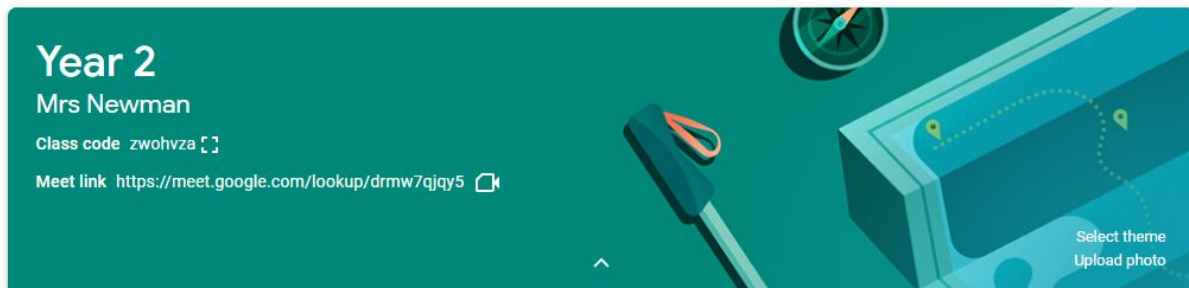 Year 2
Mrs Newman
Class code zwohvza
Meet link https://meet.google.com/lookup/drmw7qjqy5
Select theme
Upload photo